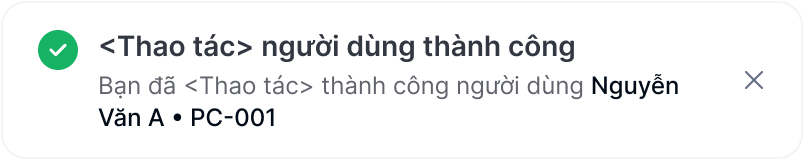 <Thao tác> người dùng thành công
Bạn đã <Thao tác> thành công người dùng Nguyễn
Văn A • PC-001